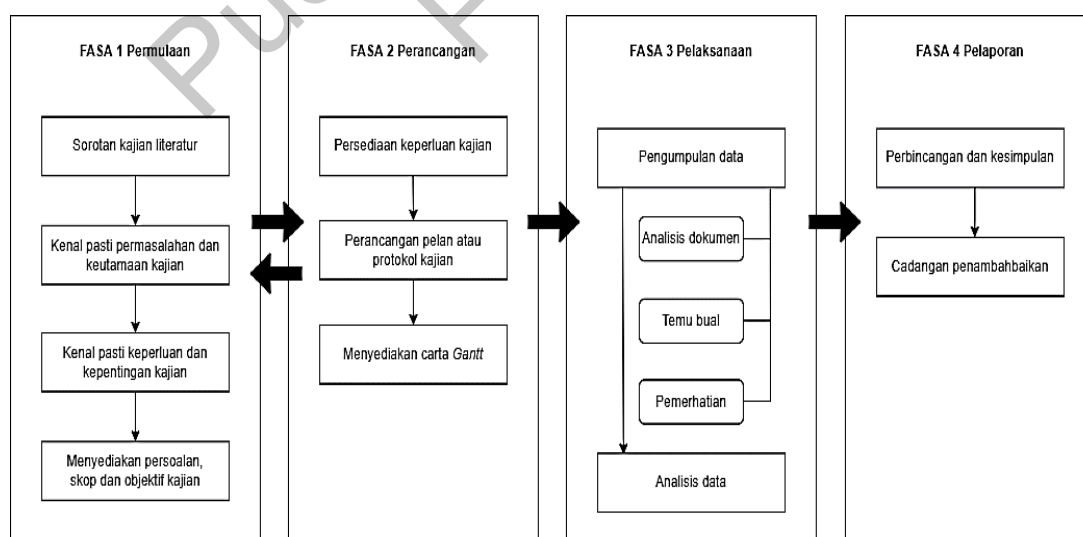 FASA 1 Permulaan
Sorotan kajian literatur
Kenal pasti permasalahan dan
keutamaan kajian
Kenal pasti keperluan dan
kepentingan kajian
Menyediakan persoalan,
skop dan objektif kajian
FASA 2 Perancangan
Persediaan keperluan kajian
Perancangan pelan atau
protokol kajian
Menyediakan carta Gantt
FASA 3 Pelaksanaan
Pengumpulan data
Analisis dokumen
Temu bual
Pemerhatian
Analisis data
FASA 4 Pelaporan
Perbincangan dan kesimpulan
Cadangan penambahbaikan